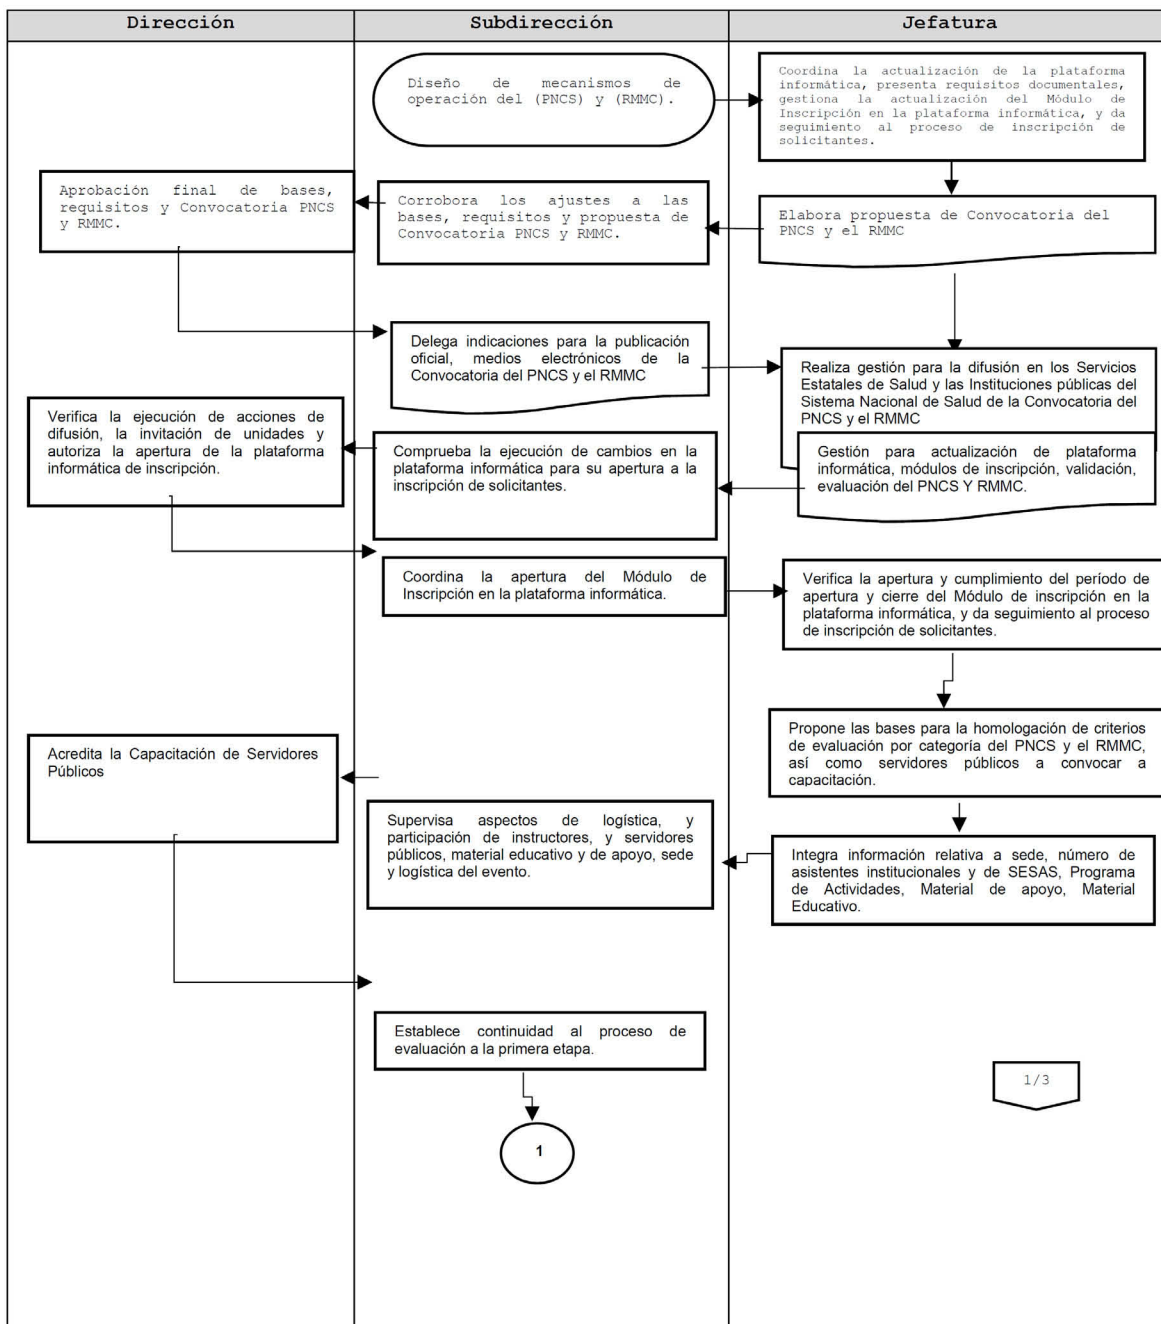 Dirección
Subdirección
Jefatura
Diseño de mecanismos de
operación del (PNCS) y (RMMC).
Coordina la actualización de la plataforma
informática, presenta requisitos documentales,
gestiona la actualización del Módulo de
Inscripción en la plataforma informática, y da
seguimiento al proceso de inscripción de
solicitantes.
Aprobación final de bases,
requisitos y Convocatoria PNCS
y RMMC.
Corrobora los ajustes a las
bases, requisitos y propuesta de
Convocatoria PNCS y RMMC.
Elabora propuesta de Convocatoria del
PNCS y el RMMC
Delega indicaciones para la publicación
oficial, medios electrónicos de la
Convocatoria del PNCS y el RMMC
Realiza gestión para la difusión en los Servicios
Estatales de Salud y las Instituciones públicas del
Sistema Nacional de Salud de la Convocatoria del
PNCS y el RMMC
Verifica la ejecución de acciones de
difusión, la invitación de unidades y
autoriza la apertura de la plataforma
informática de inscripción.
Comprueba la ejecución de cambios en la
plataforma informática para su apertura a la
inscripción de solicitantes.
Gestión para actualización de plataforma
informática, módulos de inscripción, validación,
evaluación del PNCS Y RMMC.
Coordina la apertura del Módulo de
Inscripción en la plataforma informática.
Verifica la apertura y cumplimiento del período de
apertura y cierre del Módulo de inscripción en la
plataforma informática, y da seguimiento al proceso
de inscripción de solicitantes.
Propone las bases para la homologación de criterios
de evaluación por categoría del PNCS y el RMMC,
así como servidores públicos a convocar a
capacitación.
Acredita la Capacitación de Servidores
Públicos
Supervisa aspectos de logística, y
participación de instructores, y servidores
públicos, material educativo y de apoyo, sede
y logística del evento.
Integra información relativa a sede, número de
asistentes institucionales y de SESAS, Programa
de Actividades, Material de apoyo, Material
Educativo.
Establece continuidad al proceso de
evaluación a la primera etapa.
1/3
1